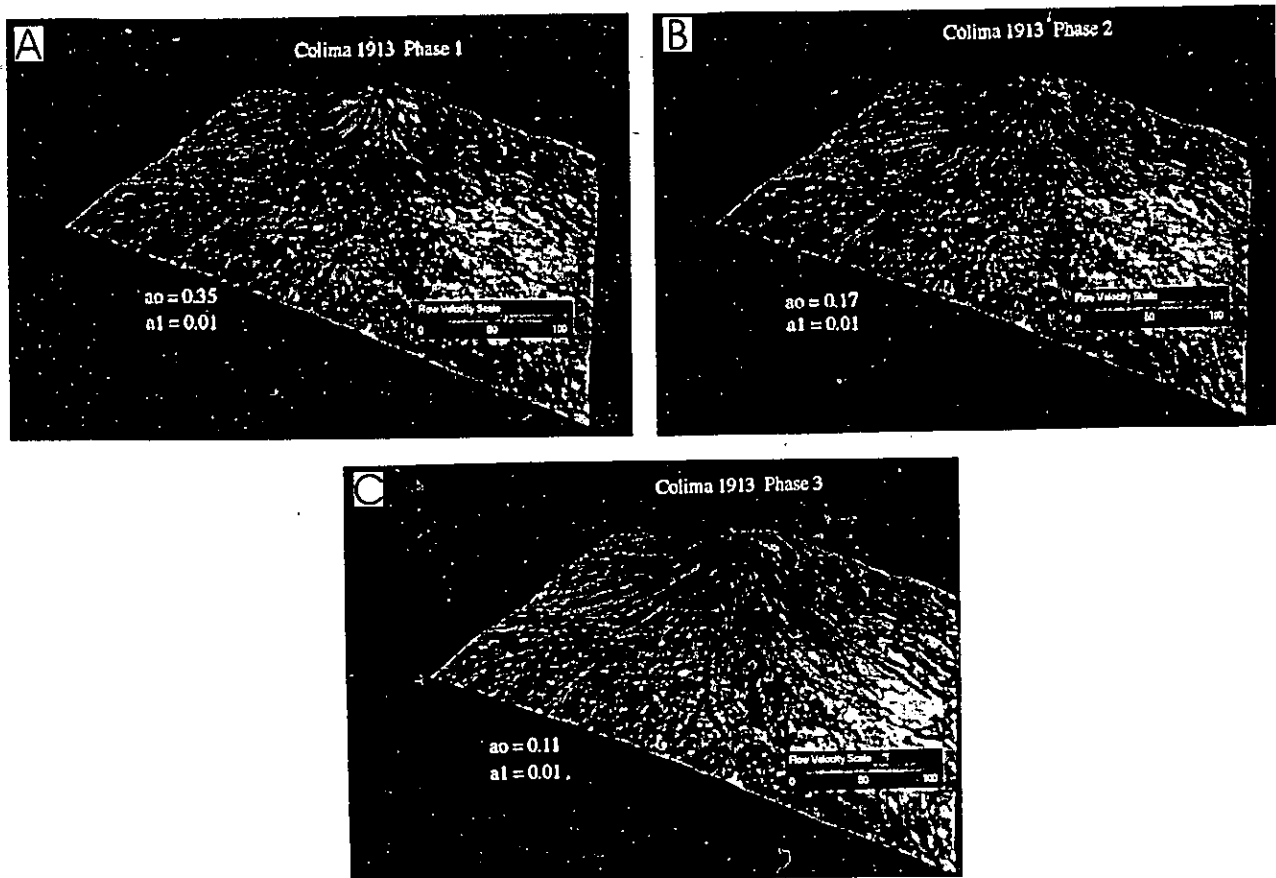 A
Colima 1913 Phase 1
ao = 0.35
a1 = 0.01
Flow Velocity Scale
0 50 100
B
Colima 1913 Phase 2
ao = 0.17
a1 = 0.01
Flow Velocity Scale
0 50 100
C
Colima 1913 Phase 3
ao = 0.11
a1 = 0.01
Flow Velocity Scale
0 50 100